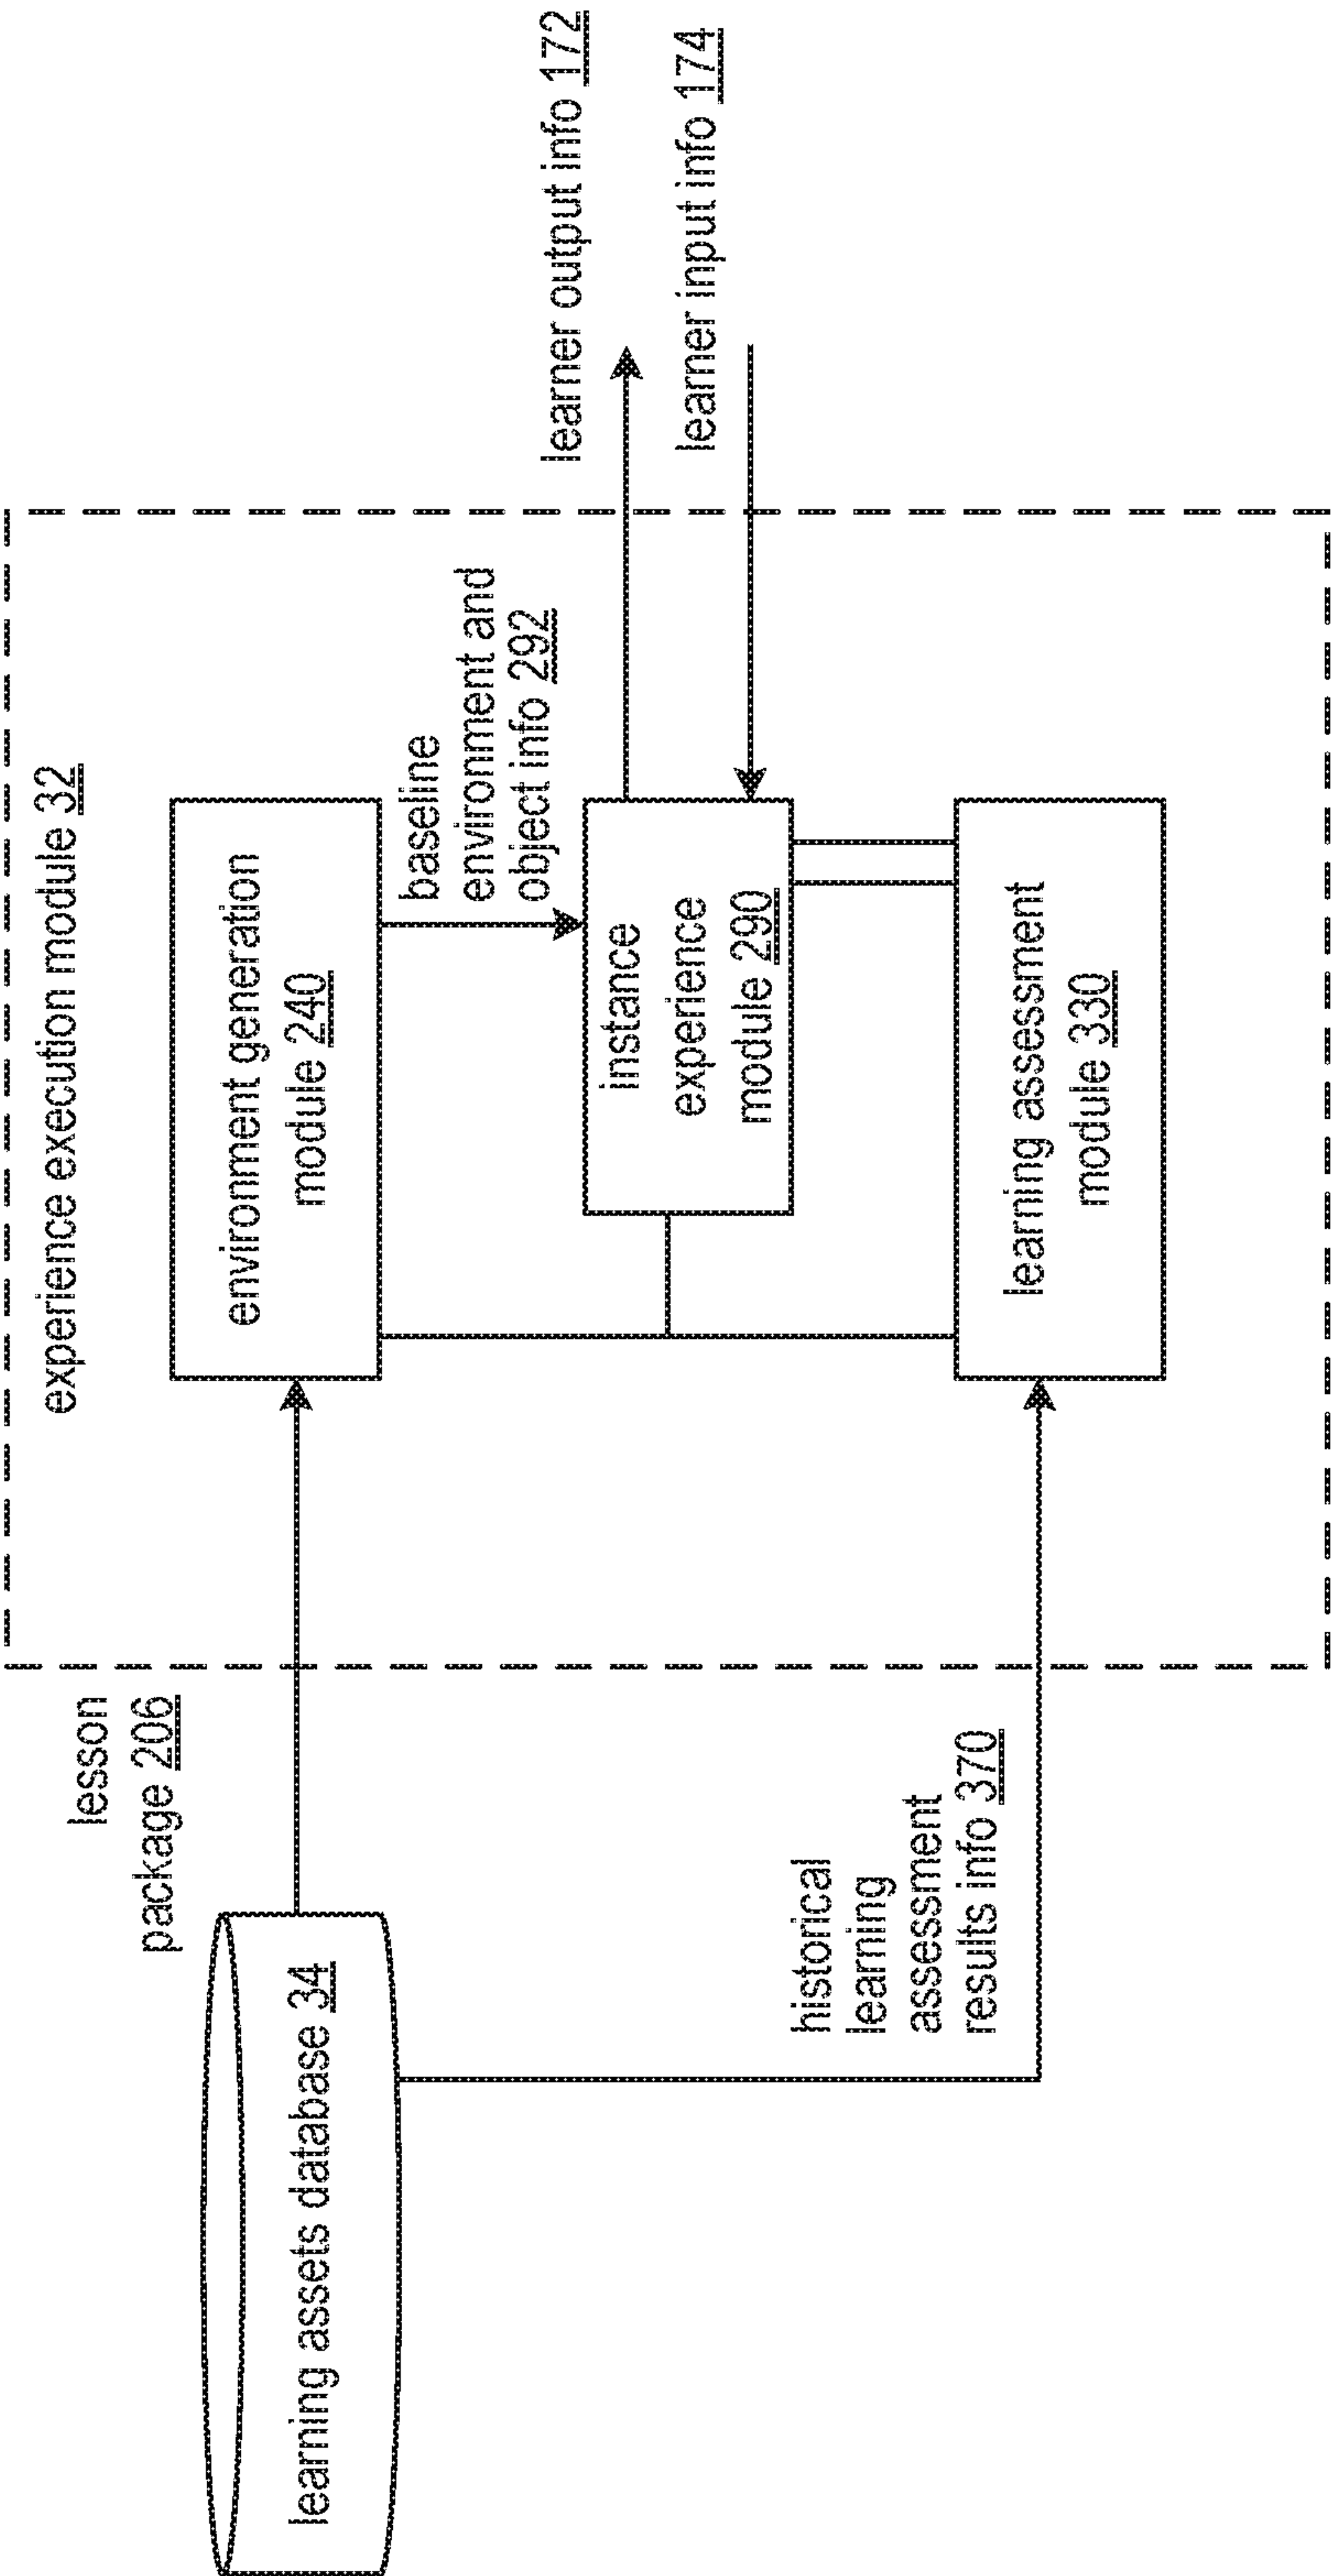 experience execution module 32
lesson
package 206
learning assets database 34
environment generation
module 240
baseline
environment and
object info 292
learner output info 172
learner input info 174
instance
experience
module 290
historical
learning
assessment
results info 370
learning assessment
module 330